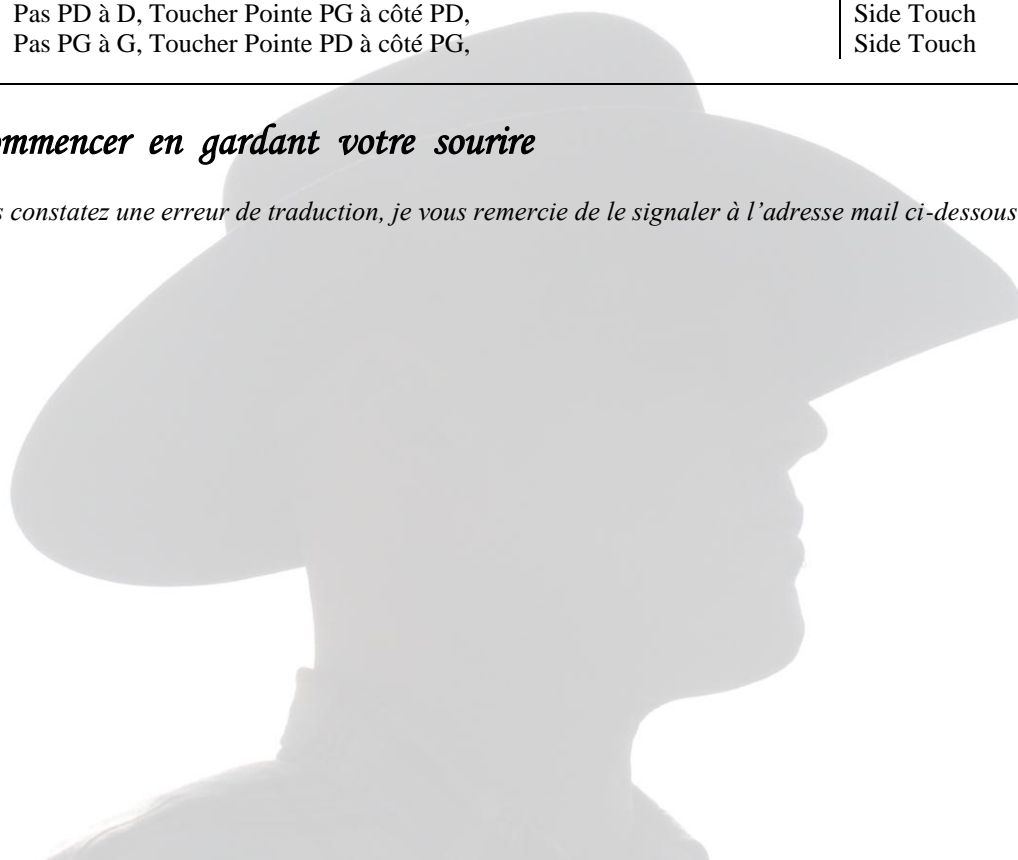 Pas PD à D, Toucher Pointe PG à côté PD, Side Touch
Pas PG à G, Toucher Pointe PD à côté PG, Side Touch
ommencer en gardant votre sourire
s constatez une erreur de traduction, je vous remercie de le signaler à l’adresse mail ci-dessous